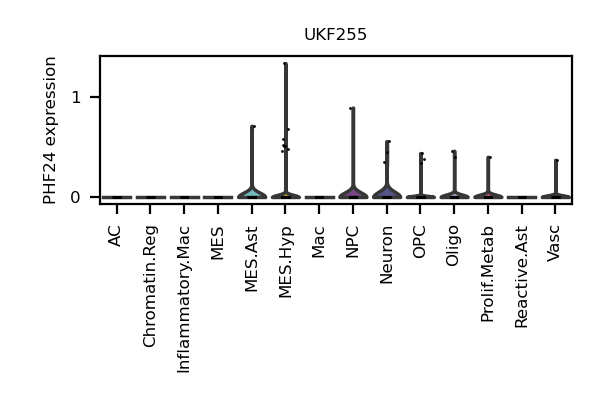 UKF255
PHF24 expression
1
0
AC
Chromatin.Reg
Inflammatory.Mac
MES
MES.Ast
MES.Hyp
Mac
NPC
Neuron
OPC
Oligo
Prolif.Metab
Reactive.Ast
Vasc